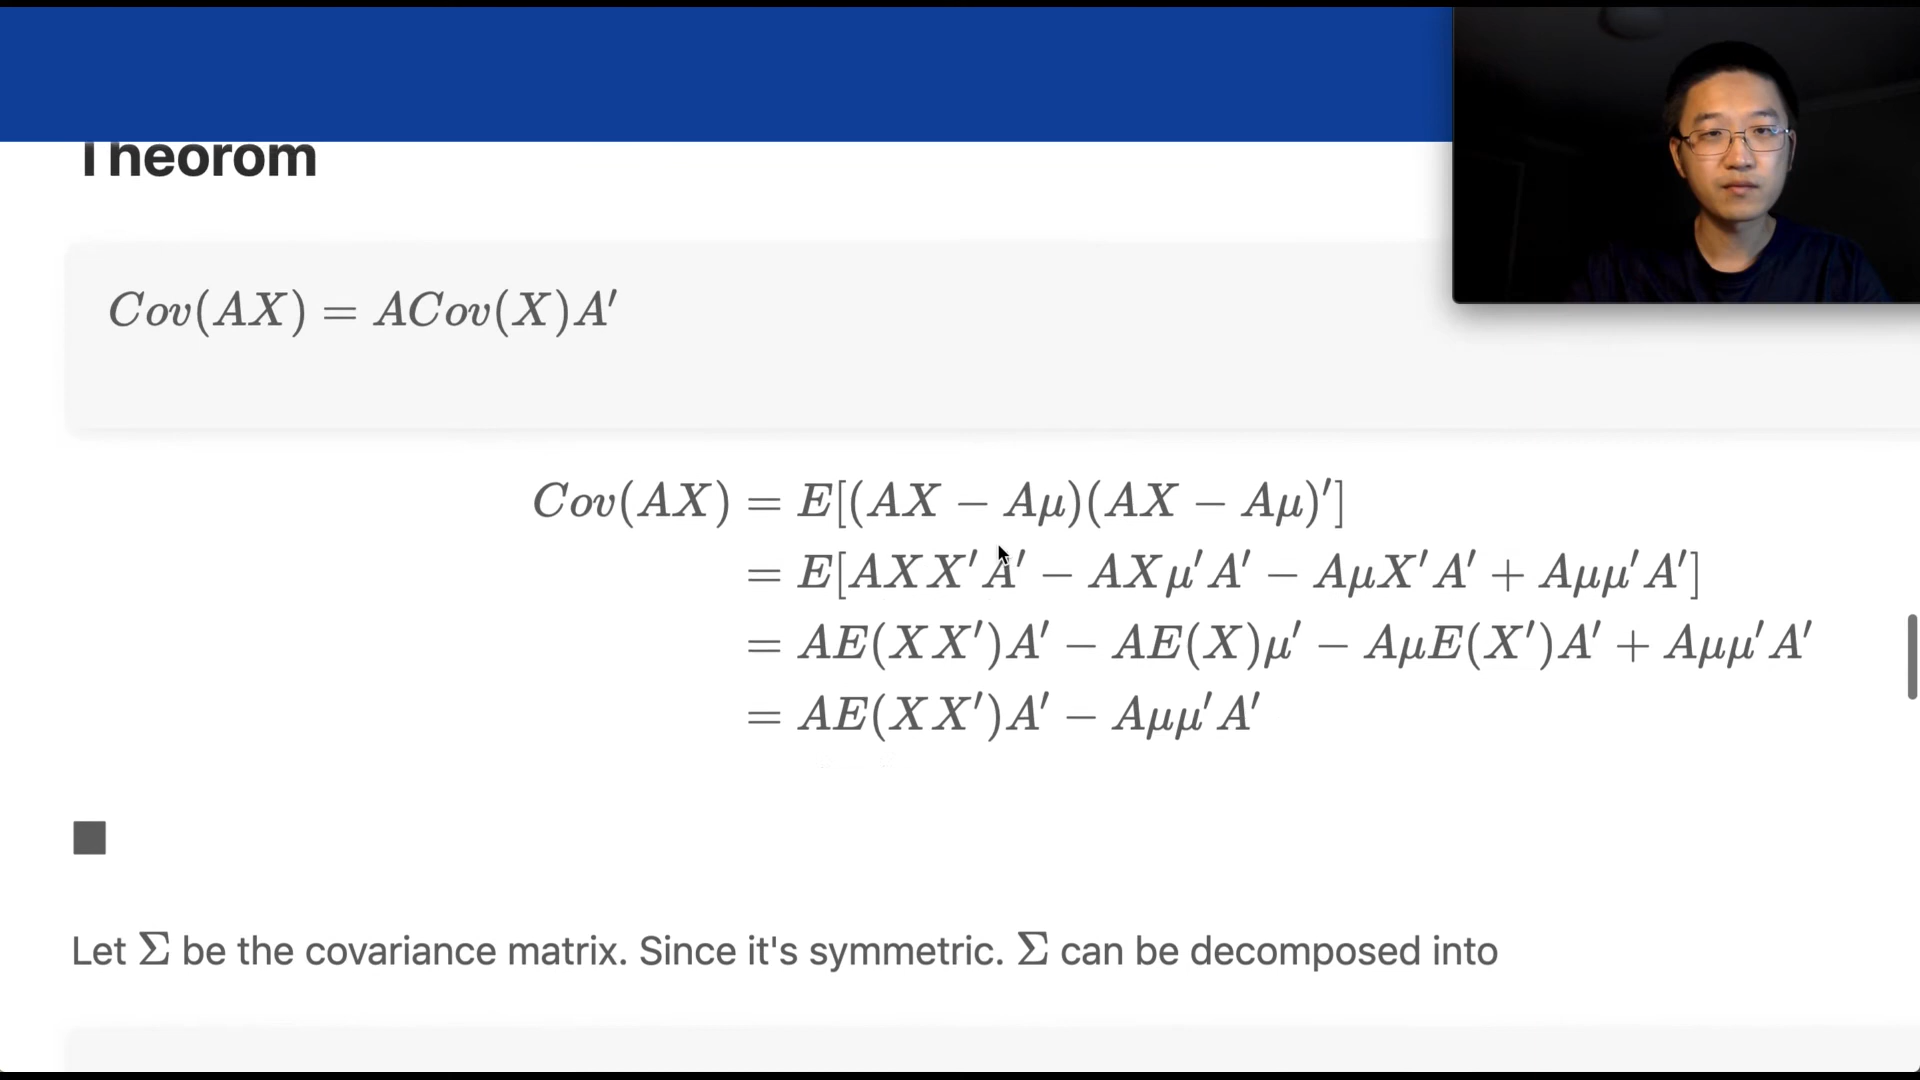 Theorom
Cov(AX) = ACov(X)A′
Cov(AX) = E[(AX − Aμ)(AX − Aμ)′]
= E[AXX′A′ − AXμ′A′ − AμX′A′ + Aμμ′A′]
= AE(XX′)A′ − AE(X)μ′ − AμE(X′)A′ + Aμμ′A′
= AE(XX′)A′ − Aμμ′A′
Let Σ be the covariance matrix. Since it's symmetric. Σ can be decomposed into